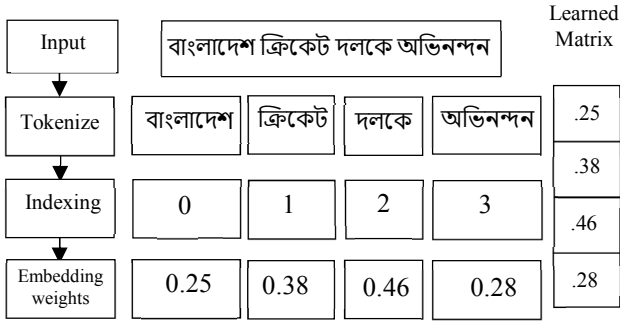 Learned
Matrix
Input
বাংলাদেশ ক্রিকেট দলকে অভিনন্দন
Tokenize
বাংলাদেশ ক্রিকেট দলকে অভিনন্দন
.25
.38
Indexing
0 1 2 3
.46
Embedding
weights
0.25 0.38 0.46 0.28
.28